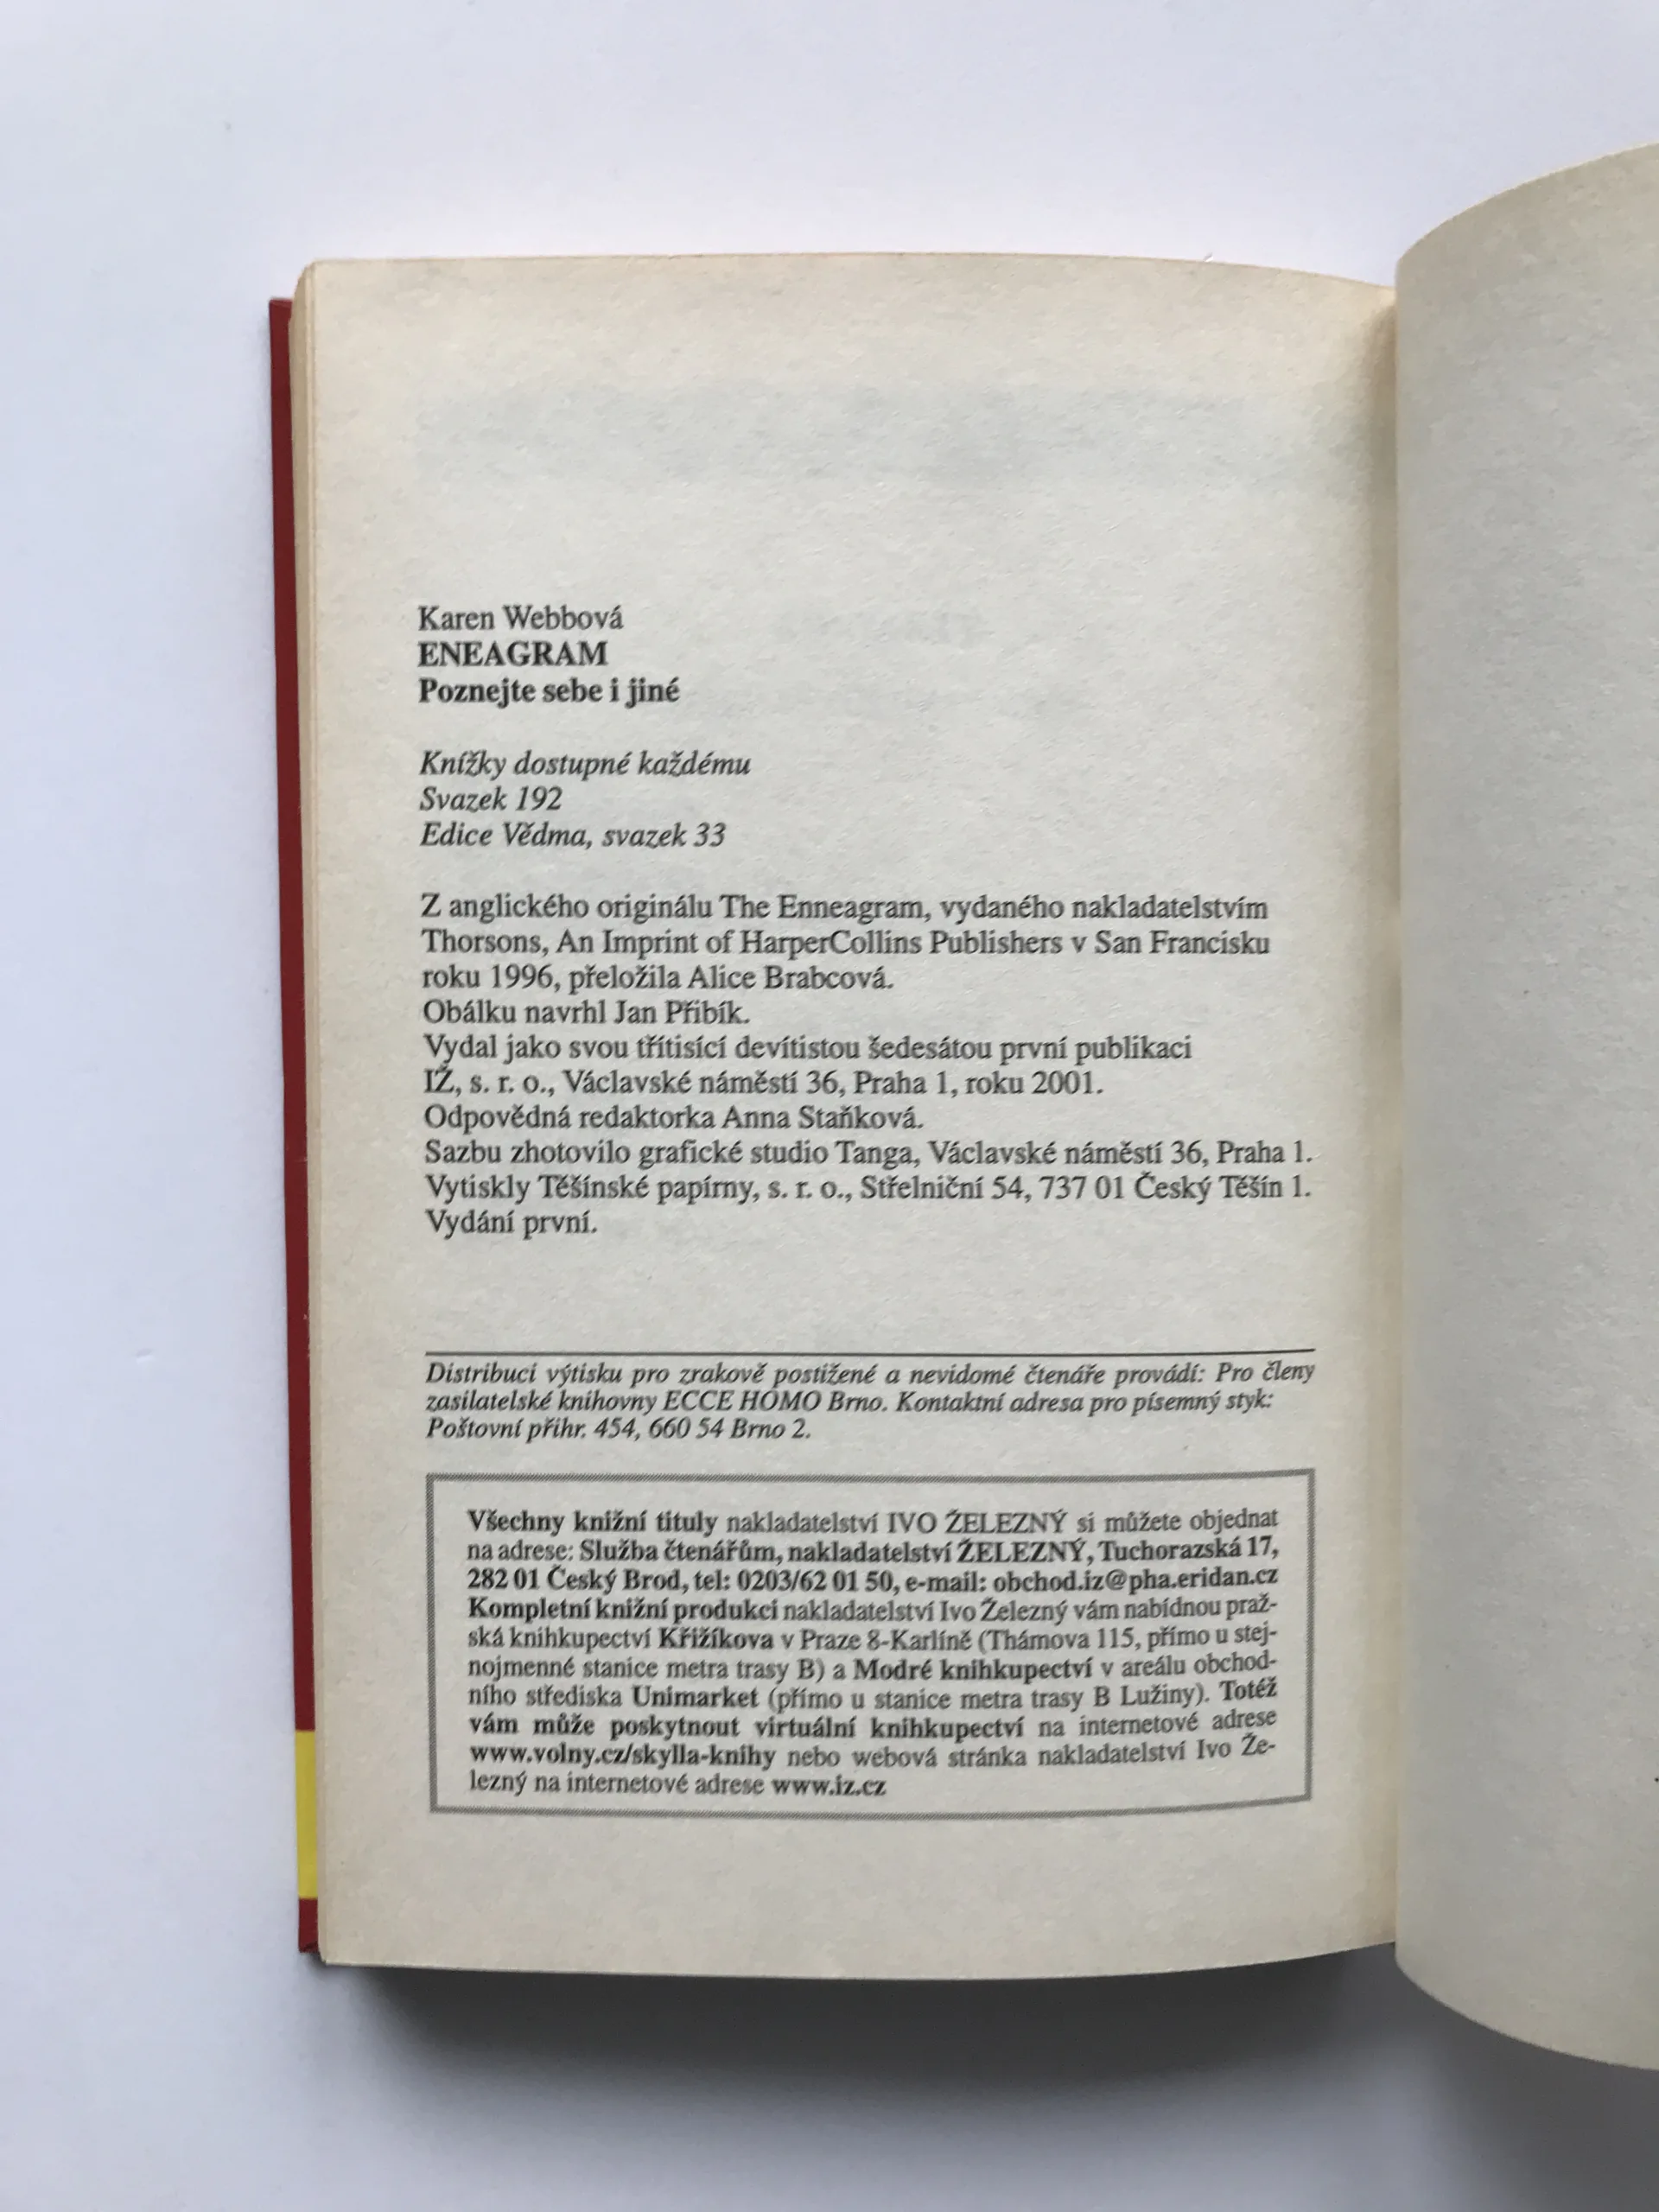 Karen Webbová
ENEAGRAM
Poznejte sebe i jiné
Knížky dostupné každému
Svazek 192
Edice Vědma, svazek 33
Z anglického originálu The Enneagram, vydaného nakladatelstvím
Thorsons, An Imprint of HarperCollins Publishers v San Francisku
roku 1996, přeložila Alice Brabcová.
Obálku navrhl Jan Přibík.
Vydal jako svou třítisící devítistou šedesátou první publikaci
IŽ, s. r. o., Václavské náměstí 36, Praha 1, roku 2001.
Odpovědná redaktorka Anna Staňková.
Sazbu zhotovilo grafické studio Tanga, Václavské náměstí 36, Praha 1.
Vytiskly Těšínské papírny, s. r. o., Střelniční 54, 737 01 Český Těšín 1.
Vydání první.
Distribuci výtisku pro zrakově postižené a nevidomé čtenáře provádí: Pro členy
zasilatelské knihovny ECCE HOMO Brno. Kontaktní adresa pro písemný styk:
Poštovní přihr. 454, 660 54 Brno 2.
Všechny knižní tituly nakladatelství IVO ŽELEZNÝ si můžete objednat
na adrese: Služba čtenářům, nakladatelství ŽELEZNÝ, Tuchorazská 17,
282 01 Český Brod, tel: 0203/62 01 50, e-mail: obchod.iz@pha.eridan.cz
Kompletní knižní produkci nakladatelství Ivo Železný vám nabídnou praž-
ská knihkupectví Křižíkova v Praze 8-Karlíně (Thámova 115, přímo u stej-
nojmenné stanice metra trasy B) a Modré knihkupectví v areálu obchod-
ního střediska Unimarket (přímo u stanice metra trasy B Lužiny). Totéž
vám může poskytnout virtuální knihkupectví na internetové adrese
www.volny.cz/skylla-knihy nebo webová stránka nakladatelství Ivo Že-
lezný na internetové adrese www.iz.cz